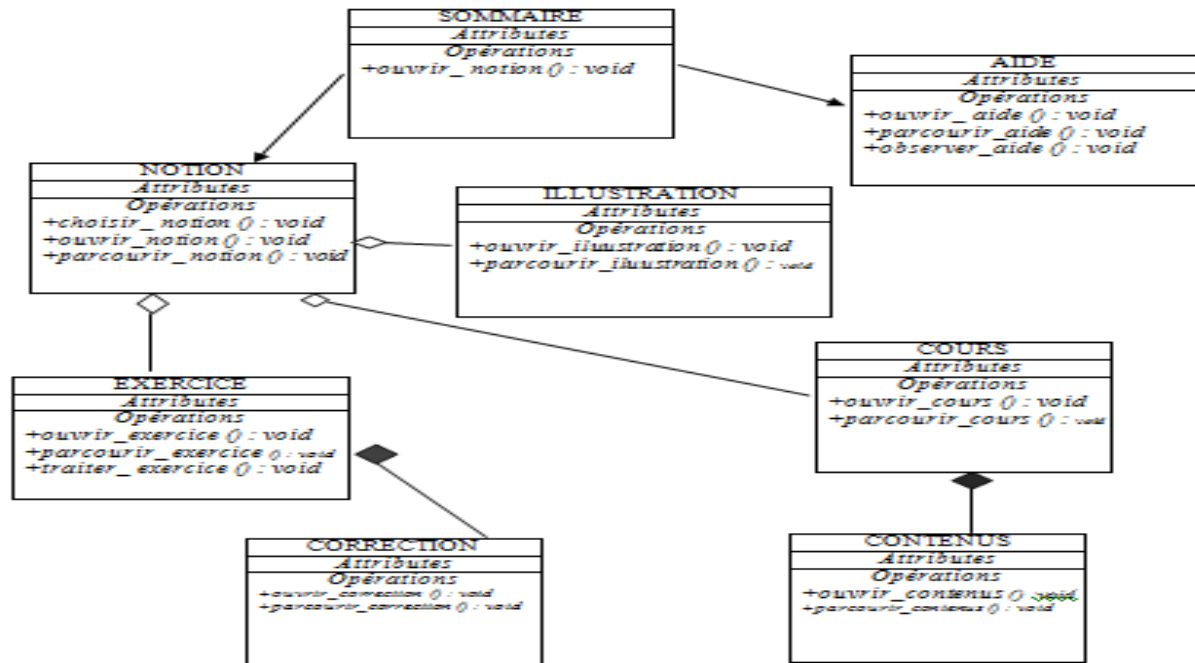 SOMMAIRE
Attributes
Opérations
+ouvrir_ notion () : void
AIDE
Attributes
Opérations
+ouvrir_ aide () : void
+parcourir_aide () : void
+observer_aide () : void
NOTION
Attributes
Opérations
+choisir_ notion () : void
+ouvrir_notion () : void
+parcourir_notion () : void
ILLUSTRATION
Attributes
Opérations
+ouvrir_iluustration () : void
+parcourir_iluustration () : void
EXERCICE
Attributes
Opérations
+ouvrir_exercice () : void
+parcourir_exercice () : void
+traiter_ exercice () : void
COURS
Attributes
Opérations
+ouvrir_cours () : void
+parcourir_cours () : void
CORRECTION
Attributes
Opérations
+ouvrir_correction () : void
+parcourir_correction () : void
CONTENUS
Attributes
Opérations
+ouvrir_contenus () : void
+parcourir_contenus () : void